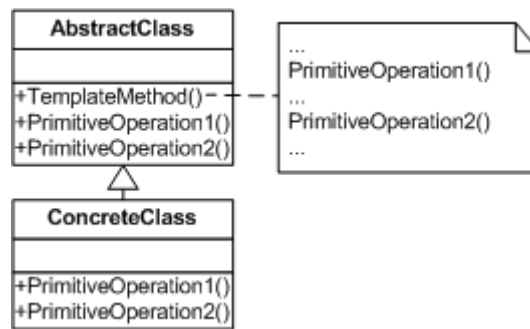 AbstractClass
+TemplateMethod()
+PrimitiveOperation1()
+PrimitiveOperation2()
...
PrimitiveOperation1()
...
PrimitiveOperation2()
...
ConcreteClass
+PrimitiveOperation1()
+PrimitiveOperation2()